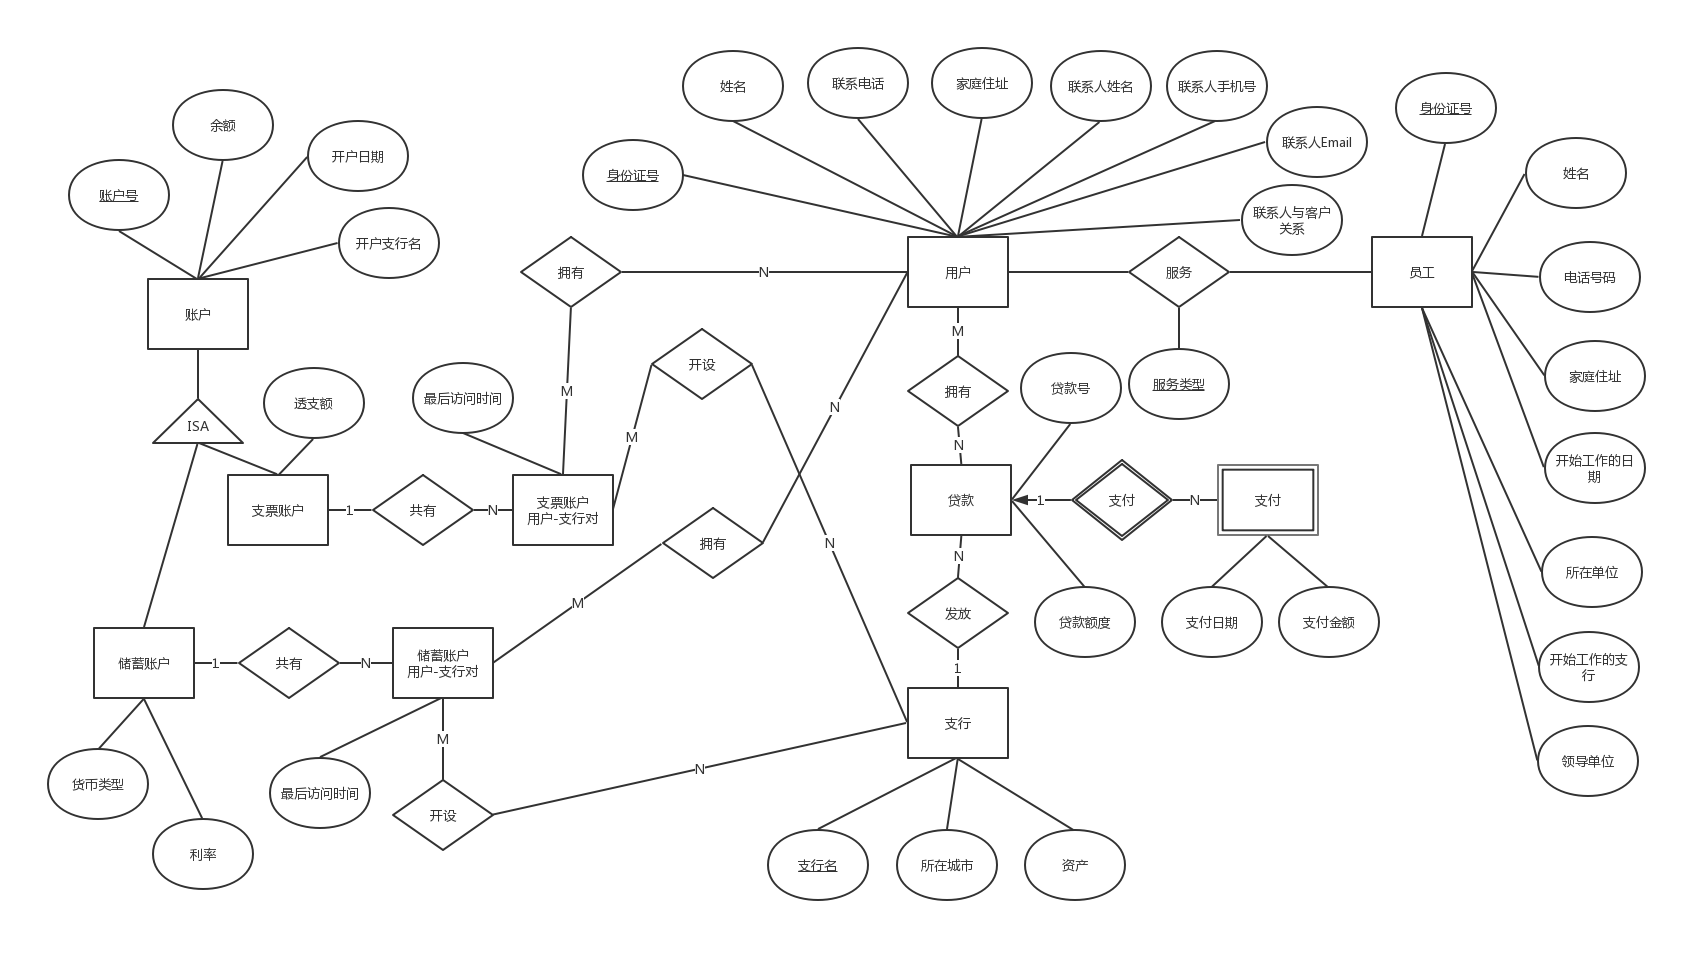 姓名
联系电话
家庭住址
联系人姓名
联系人手机号
身份证号
余额
联系人Email
开户日期
姓名
身份证号
账户号
联系人与客户
关系
开户支行名
拥有
N
用户
服务
员工
电话号码
账户
M
开设
贷款号
服务类型
家庭住址
M
拥有
最后访问时间
透支额
N
ISA
M
N
开始工作的日
期
支票账户
1
共有
N
支票账户
用户-支行对
贷款
1
支付
N
支付
N
拥有
N
所在单位
M
发放
贷款额度
支付日期
支付金额
储蓄账户
1
共有
N
储蓄账户
用户-支行对
1
开始工作的支
行
支行
M
N
领导单位
货币类型
最后访问时间
开设
利率
支行名
所在城市
资产